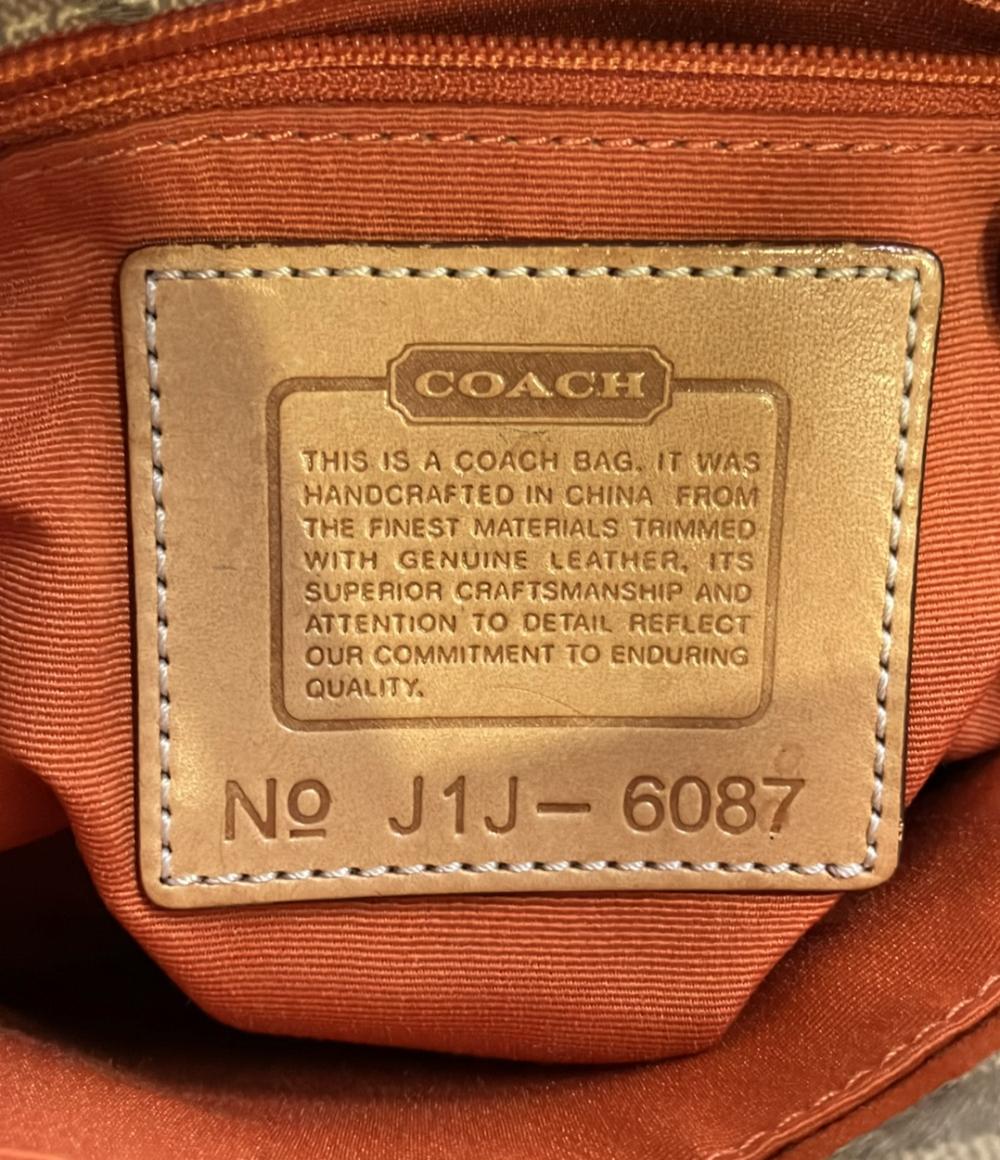 COACH
THIS IS A COACH BAG. IT WAS
HANDCRAFTED IN CHINA FROM
THE FINEST MATERIALS TRIMMED
WITH GENUINE LEATHER, ITS
SUPERIOR CRAFTSMANSHIP AND
ATTENTION TO DETAIL REFLECT
OUR COMMITMENT TO ENDURING
QUALITY.
Nº J1J-6087